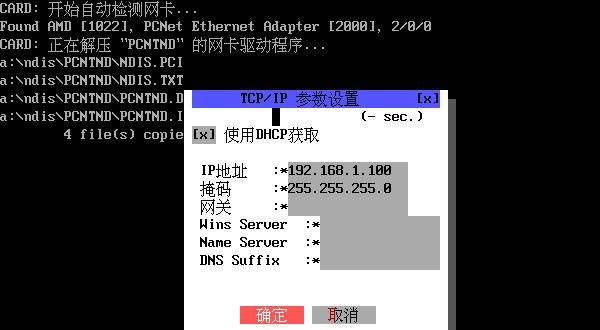 CARD: 开始自动检测网卡...
Found AMD [1022], PCNet Ethernet Adapter [2000], 2/0/0
CARD: 正在解压 "PCNTND" 的网卡驱动程序...
a:\ndis\PCNTND\NDIS.PCI
a:\ndis\PCNTND\NDIS.TXT
a:\ndis\PCNTND\PCNTND.D
a:\ndis\PCNTND\PCNTND.I
4 file(s) copie
TCP/IP 参数设置 [x]
(- sec.)
[x] 使用DHCP获取
IP地址 :*192.168.1.100
掩码 :*255.255.255.0
网关 :*
Wins Server :*
Name Server :*
DNS Suffix :*
确定 取消